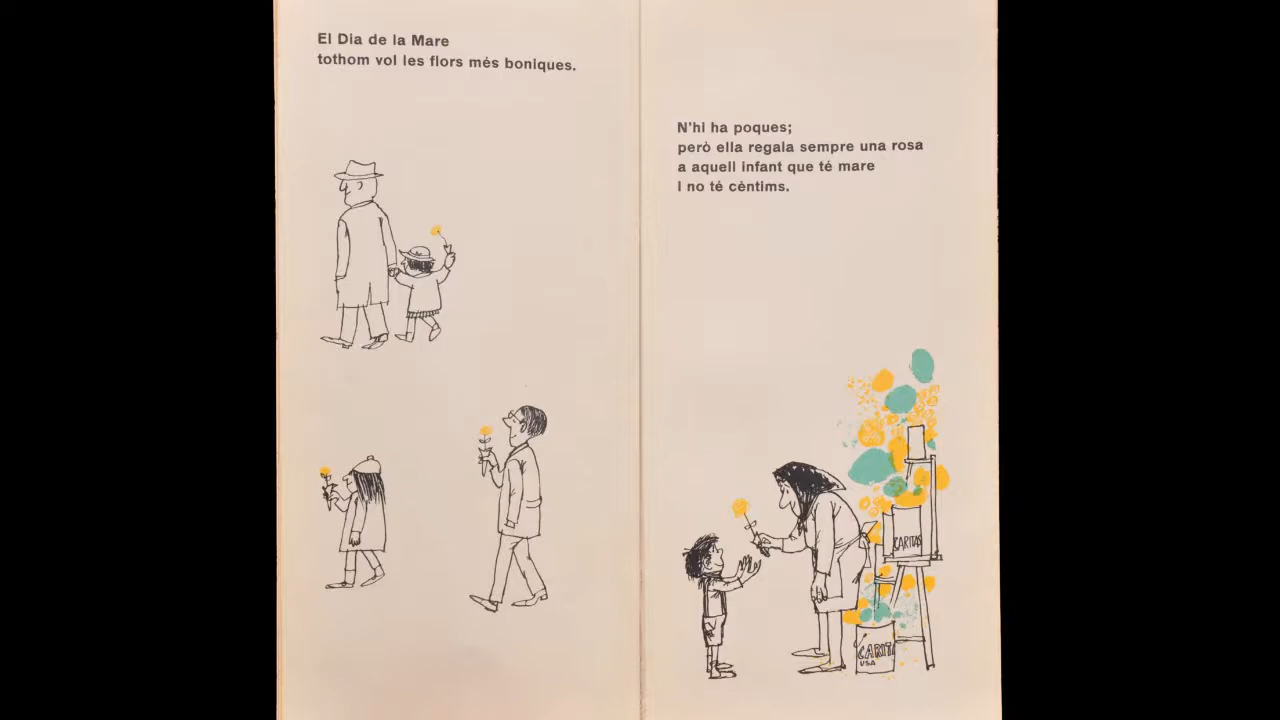 El Dia de la Mare
tothom vol les flors més boniques.
N'hi ha poques;
però ella regala sempre una rosa
a aquell infant que té mare
i no té cèntims.
CARITAS
CARITA
USA